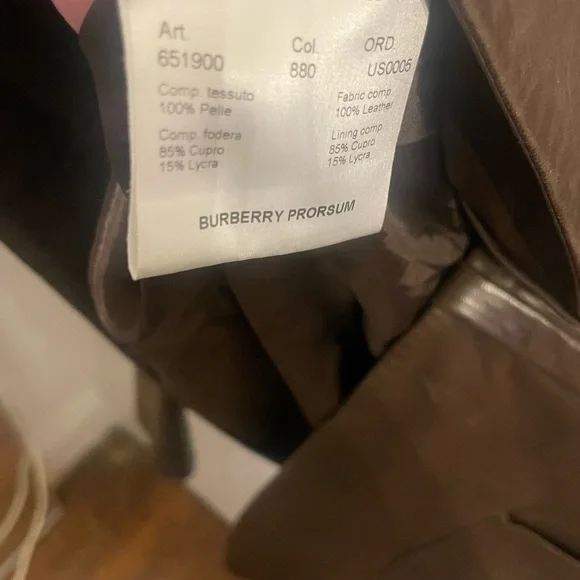 Art. Col. ORD.
651900 880 US0005
Comp. tessuto Fabric comp.
100% Pelle 100% Leather
Comp. fodera Lining comp
85% Cupro 85% Cupro
15% Lycra 15% Lycra
BURBERRY PRORSUM